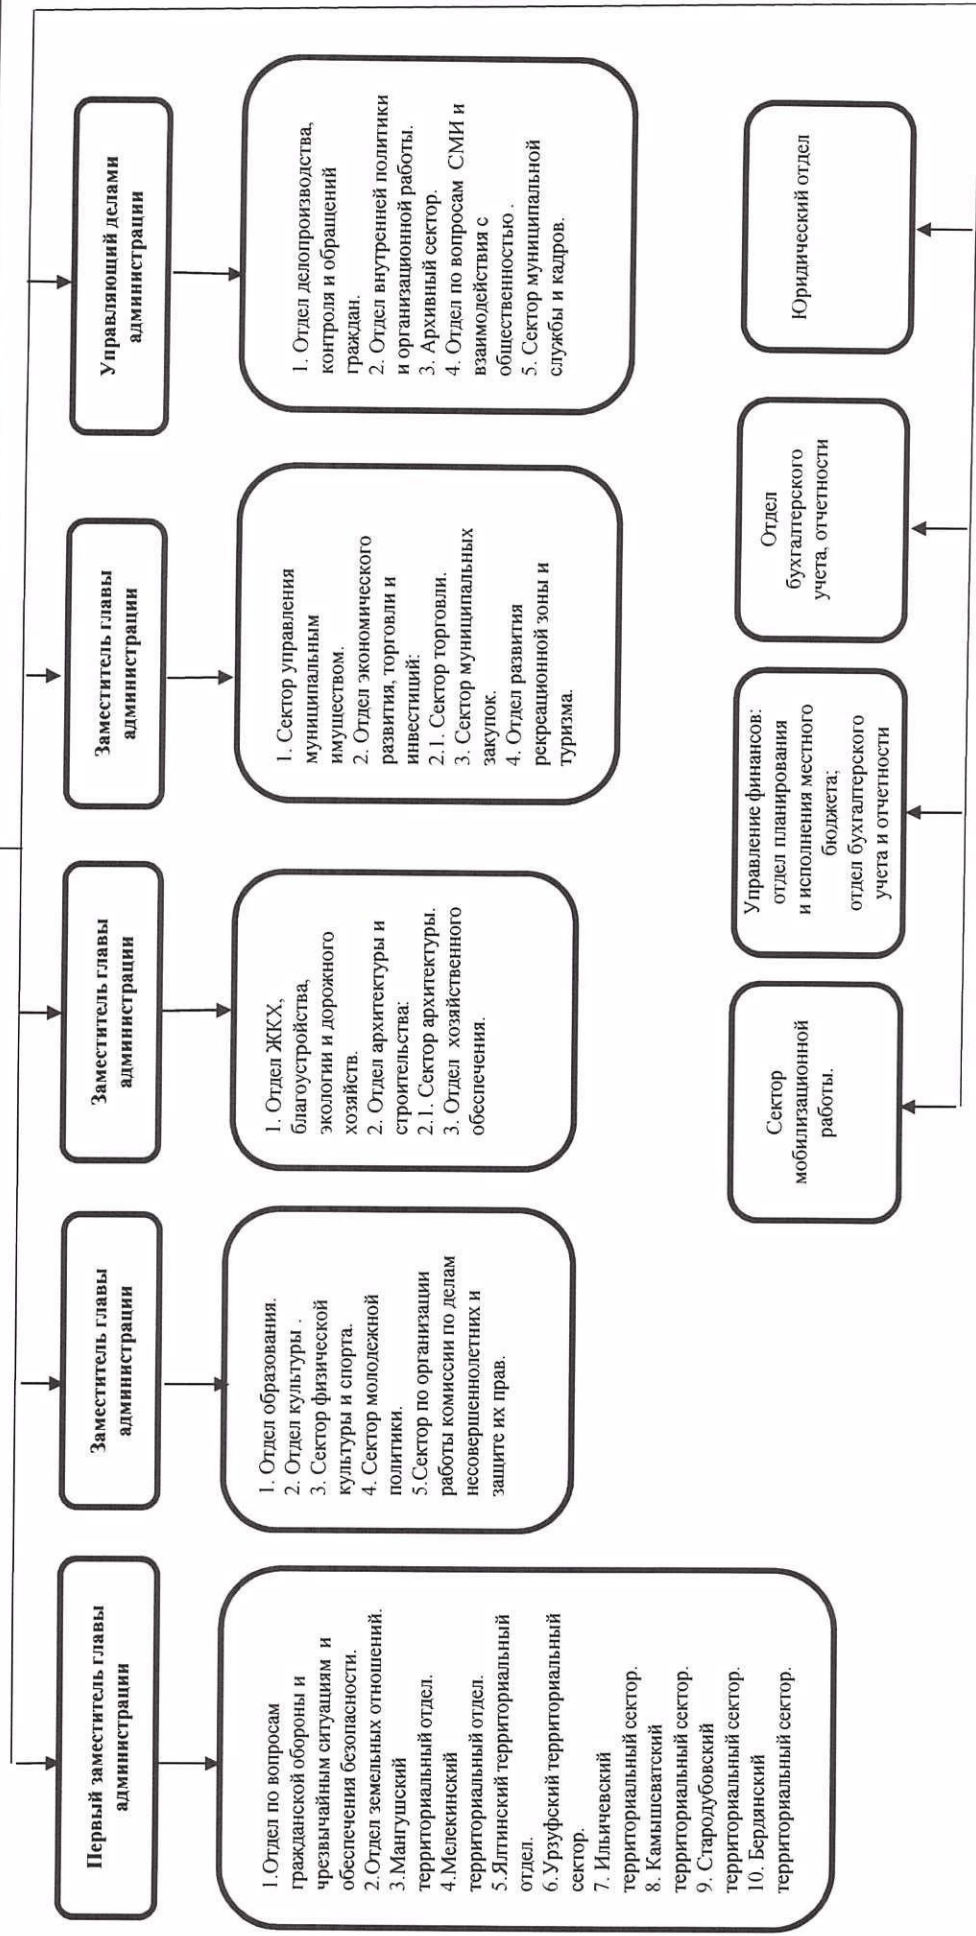 Первый заместитель главы
администрации
Заместитель главы
администрации
Заместитель главы
администрации
Заместитель главы
администрации
Управляющий делами
администрации
1.Отдел по вопросам
гражданской обороны и
чрезвычайным ситуациям и
обеспечения безопасности.
2.Отдел земельных отношений.
3.Мангушский
территориальный отдел.
4.Мелекинский
территориальный отдел.
5.Ялтинский территориальный
отдел.
6.Урзуфский территориальный
сектор.
7. Ильичевский
территориальный сектор.
8. Камышеватский
территориальный сектор.
9. Стародубовский
территориальный сектор.
10. Бердянский
территориальный сектор.
1. Отдел образования.
2. Отдел культуры .
3. Сектор физической
культуры и спорта.
4. Сектор молодежной
политики.
5.Сектор по организации
работы комиссии по делам
несовершеннолетних и
защите их прав.
1. Отдел ЖКХ,
благоустройства,
экологии и дорожного
хозяйств.
2. Отдел архитектуры и
строительства:
2.1. Сектор архитектуры.
3. Отдел хозяйственного
обеспечения.
1. Сектор управления
муниципальным
имуществом.
2. Отдел экономического
развития, торговли и
инвестиций:
2.1. Сектор торговли.
3. Сектор муниципальных
закупок.
4. Отдел развития
рекреационной зоны и
туризма.
1. Отдел делопроизводства,
контроля и обращений
граждан.
2. Отдел внутренней политики
и организационной работы.
3. Архивный сектор.
4. Отдел по вопросам СМИ и
взаимодействия с
общественностью .
5. Сектор муниципальной
службы и кадров.
Сектор
мобилизационной
работы.
Управление финансов:
отдел планирования
и исполнения местного
бюджета;
отдел бухгалтерского
учета и отчетности
Отдел
бухгалтерского
учета, отчетности
Юридический отдел